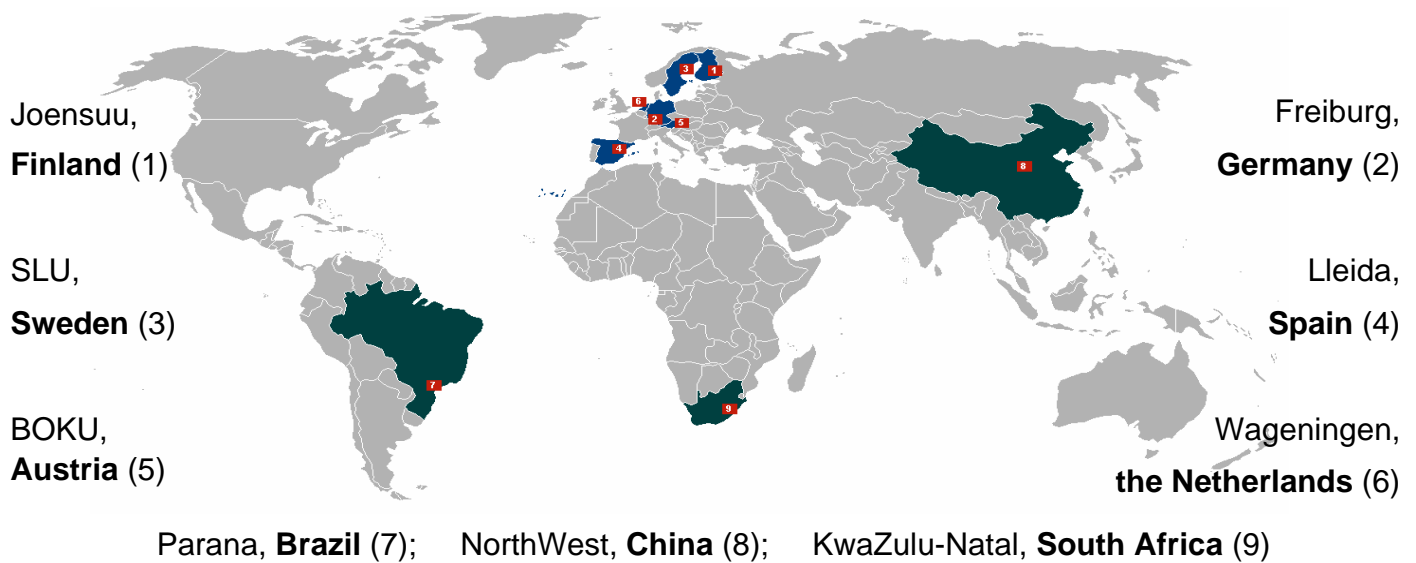 Joensuu,
Finland (1)
Freiburg,
Germany (2)
SLU,
Sweden (3)
Lleida,
Spain (4)
BOKU,
Austria (5)
Wageningen,
the Netherlands (6)
3
1
6
2
5
4
8
7
9
Parana, Brazil (7); NorthWest, China (8); KwaZulu-Natal, South Africa (9)